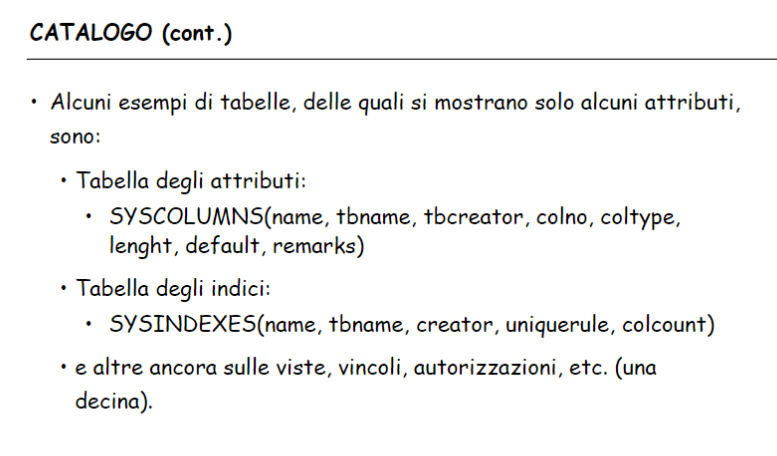 CATALOGO (cont.)
• Alcuni esempi di tabelle, delle quali si mostrano solo alcuni attributi,
sono:
• Tabella degli attributi:
• SYSCOLUMNS(name, tbname, tbcreator, colno, coltype,
lenght, default, remarks)
• Tabella degli indici:
• SYSINDEXES(name, tbname, creator, uniquerule, colcount)
• e altre ancora sulle viste, vincoli, autorizzazioni, etc. (una
decina).